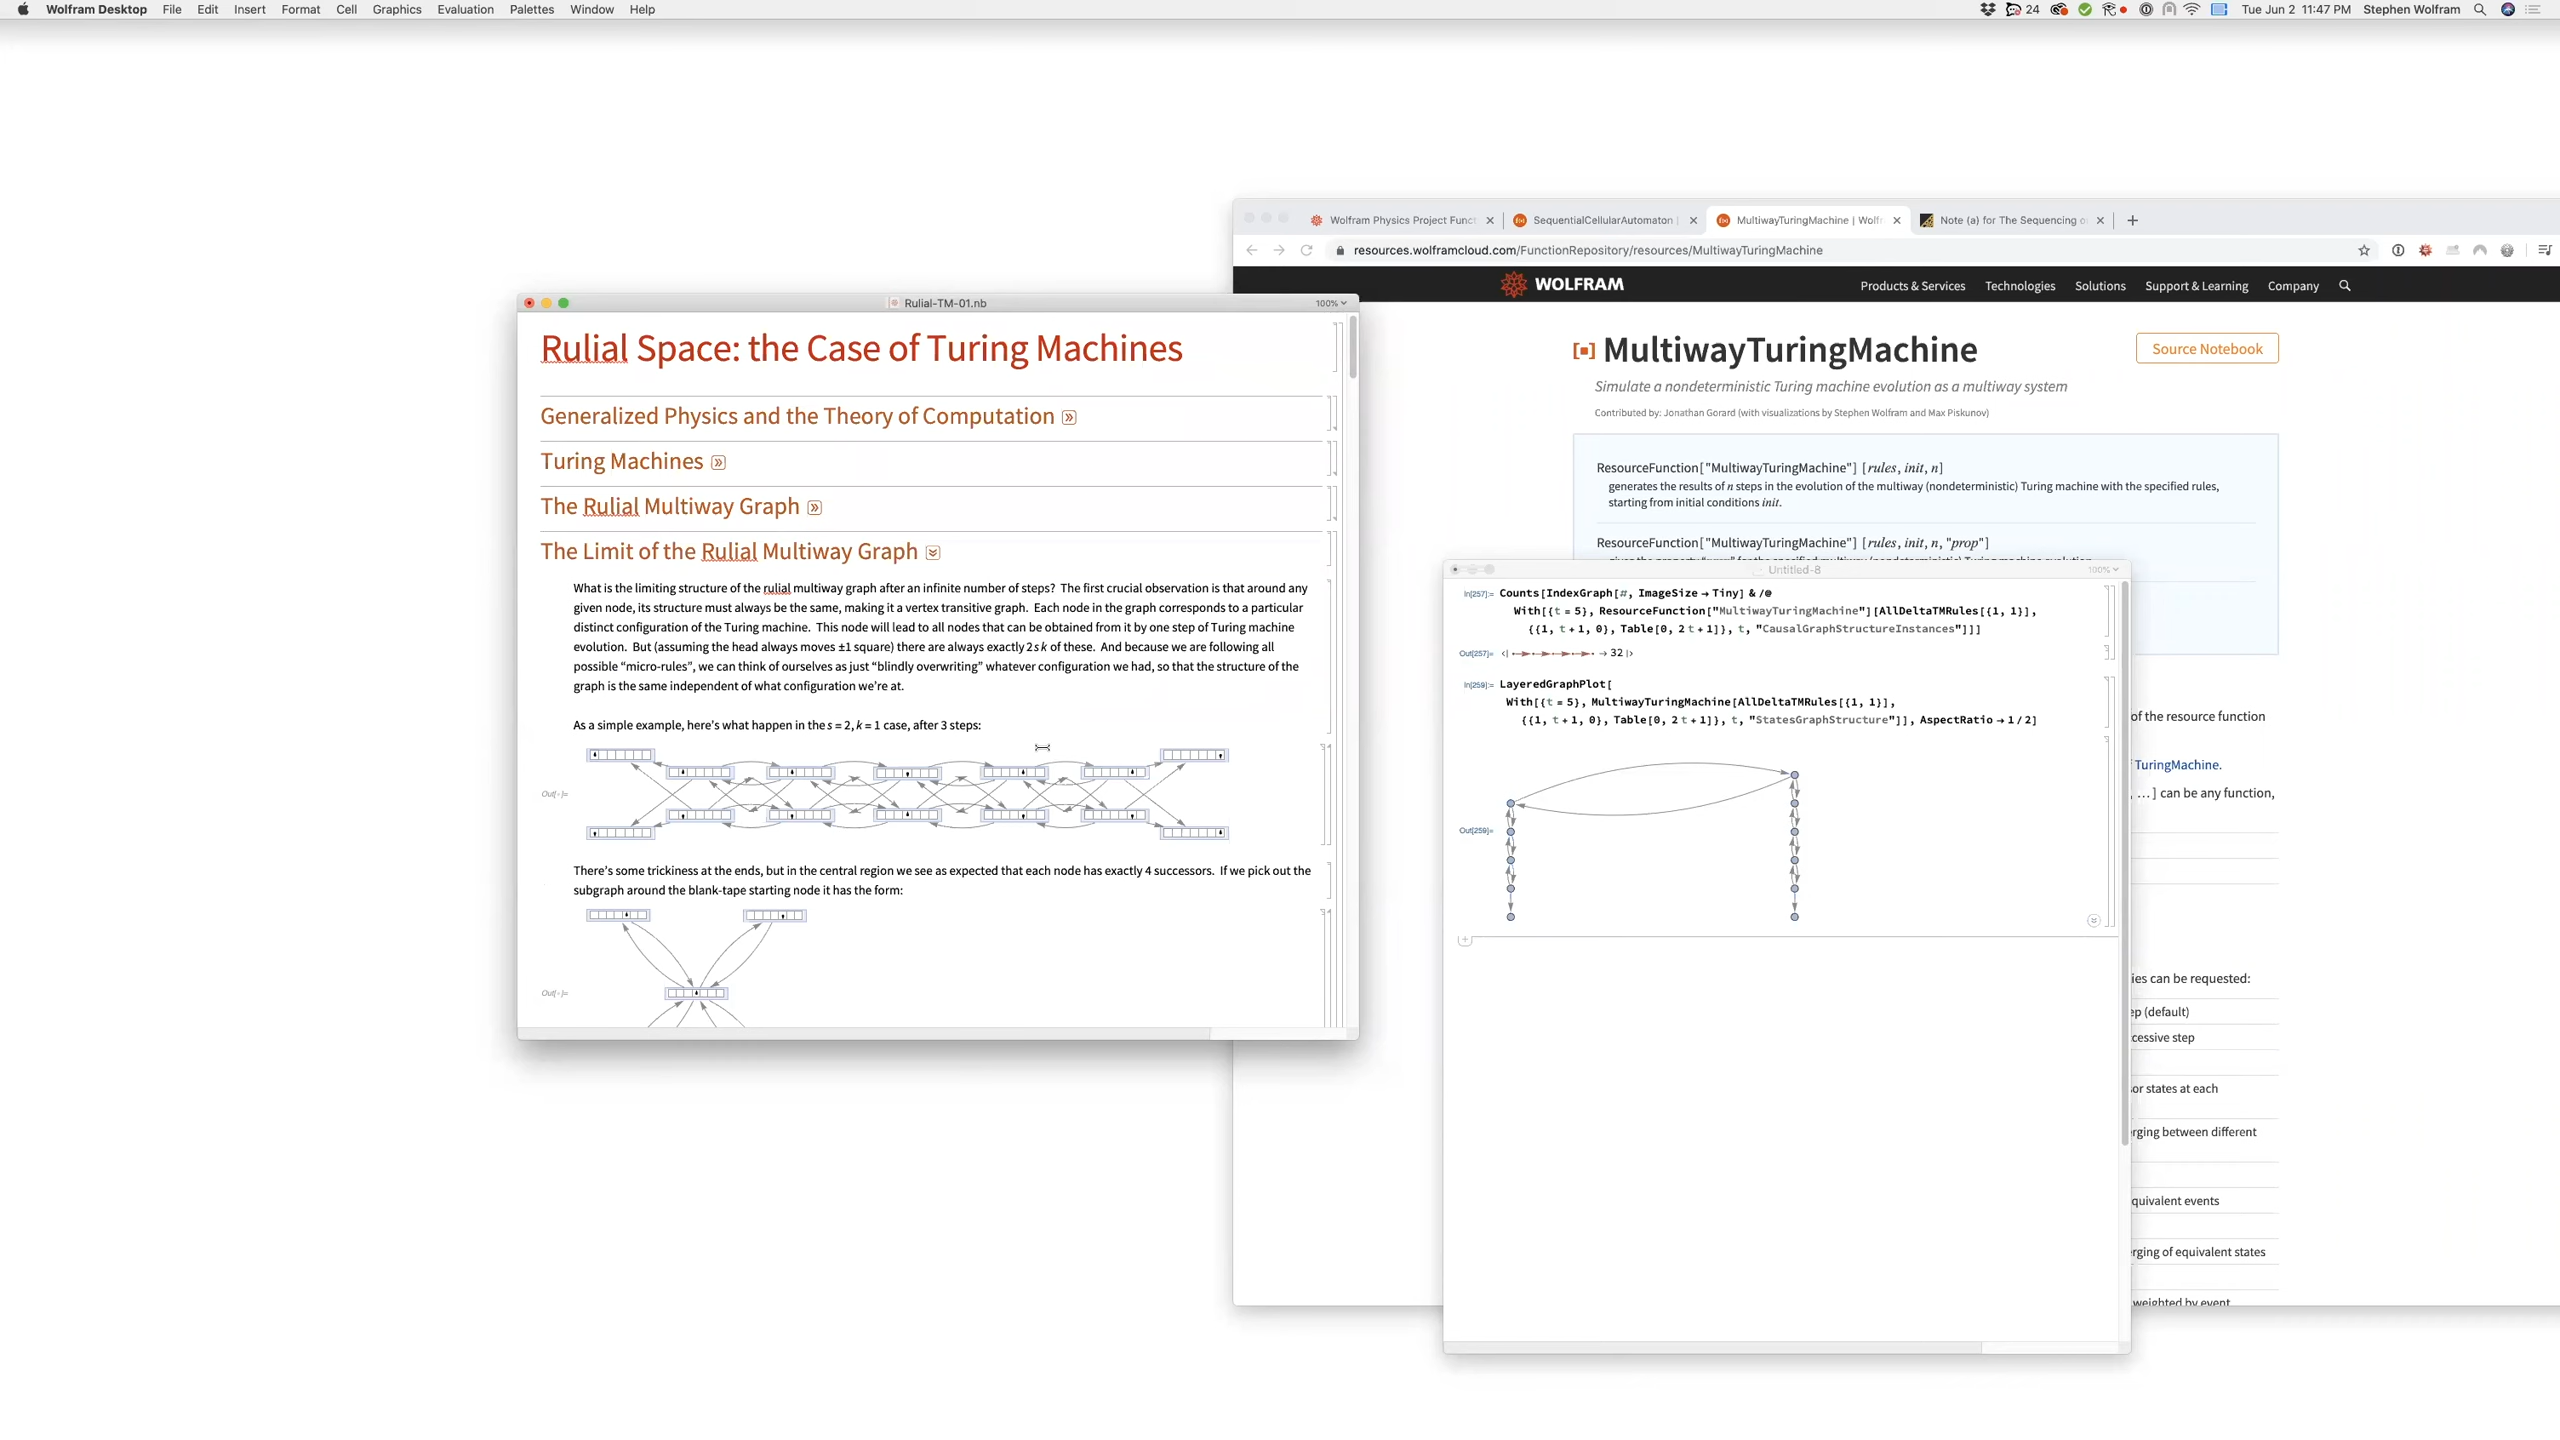 Wolfram Desktop File Edit Insert Format Cell Graphics Evaluation Palettes Window Help
24 Tue Jun 2 11:47 PM Stephen Wolfram
Rulial-TM-01.nb 100%
Rulial Space: the Case of Turing Machines
Generalized Physics and the Theory of Computation
Turing Machines
The Rulial Multiway Graph
The Limit of the Rulial Multiway Graph
What is the limiting structure of the rulial multiway graph after an infinite number of steps? The first crucial observation is that around any
given node, its structure must always be the same, making it a vertex transitive graph. Each node in the graph corresponds to a particular
distinct configuration of the Turing machine. This node will lead to all nodes that can be obtained from it by one step of Turing machine
evolution. But (assuming the head always moves ±1 square) there are always exactly 2 s k of these. And because we are following all
possible “micro-rules”, we can think of ourselves as just “blindly overwriting” whatever configuration we had, so that the structure of the
graph is the same independent of what configuration we’re at.
As a simple example, here’s what happen in the s = 2, k = 1 case, after 3 steps:
Out[•]=
There’s some trickiness at the ends, but in the central region we see as expected that each node has exactly 4 successors. If we pick out the
subgraph around the blank-tape starting node it has the form:
Out[•]=
Wolfram Physics Project Funct SequentialCellularAutomaton | MultiwayTuringMachine | Wolfr Note (a) for The Sequencing o
resources.wolframcloud.com/FunctionRepository/resources/MultiwayTuringMachine
WOLFRAM Products & Services Technologies Solutions Support & Learning Company
MultiwayTuringMachine
Source Notebook
Simulate a nondeterministic Turing machine evolution as a multiway system
Contributed by: Jonathan Gorard (with visualizations by Stephen Wolfram and Max Piskunov)
ResourceFunction["MultiwayTuringMachine"] [rules, init, n]
generates the results of n steps in the evolution of the multiway (nondeterministic) Turing machine with the specified rules,
starting from initial conditions init.
ResourceFunction["MultiwayTuringMachine"] [rules, init, n, "prop"]
Untitled-8 100%
In[257]:= Counts[IndexGraph[#, ImageSize → Tiny] & /@
With[{t = 5}, ResourceFunction["MultiwayTuringMachine"][AllDeltaTMRules[{1, 1}],
{{1, t + 1, 0}, Table[0, 2 t + 1]}, t, "CausalGraphStructureInstances"]]]
Out[257]= <| → 32 |>
In[259]:= LayeredGraphPlot[
With[{t = 5}, MultiwayTuringMachine[AllDeltaTMRules[{1, 1}],
{{1, t + 1, 0}, Table[0, 2 t + 1]}, t, "StatesGraphStructure"]], AspectRatio → 1 / 2]
Out[259]=
of the resource function
TuringMachine.
, …] can be any function,
ies can be requested:
ep (default)
cessive step
or states at each
erging between different
quivalent events
erging of equivalent states
weighted by event